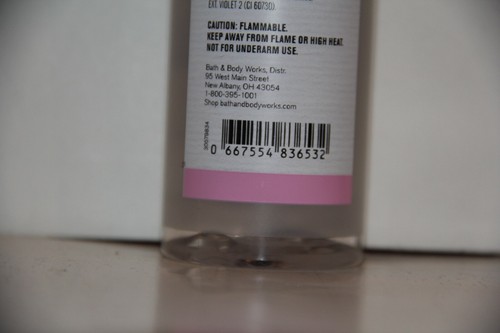 EXT. VIOLET 2 (CI 60730).
CAUTION: FLAMMABLE.
KEEP AWAY FROM FLAME OR HIGH HEAT.
NOT FOR UNDERARM USE.
Bath & Body Works, Distr.
95 West Main Street
New Albany, OH 43054
1-800-395-1001
Shop bathandbodyworks.com
0 667554 836532